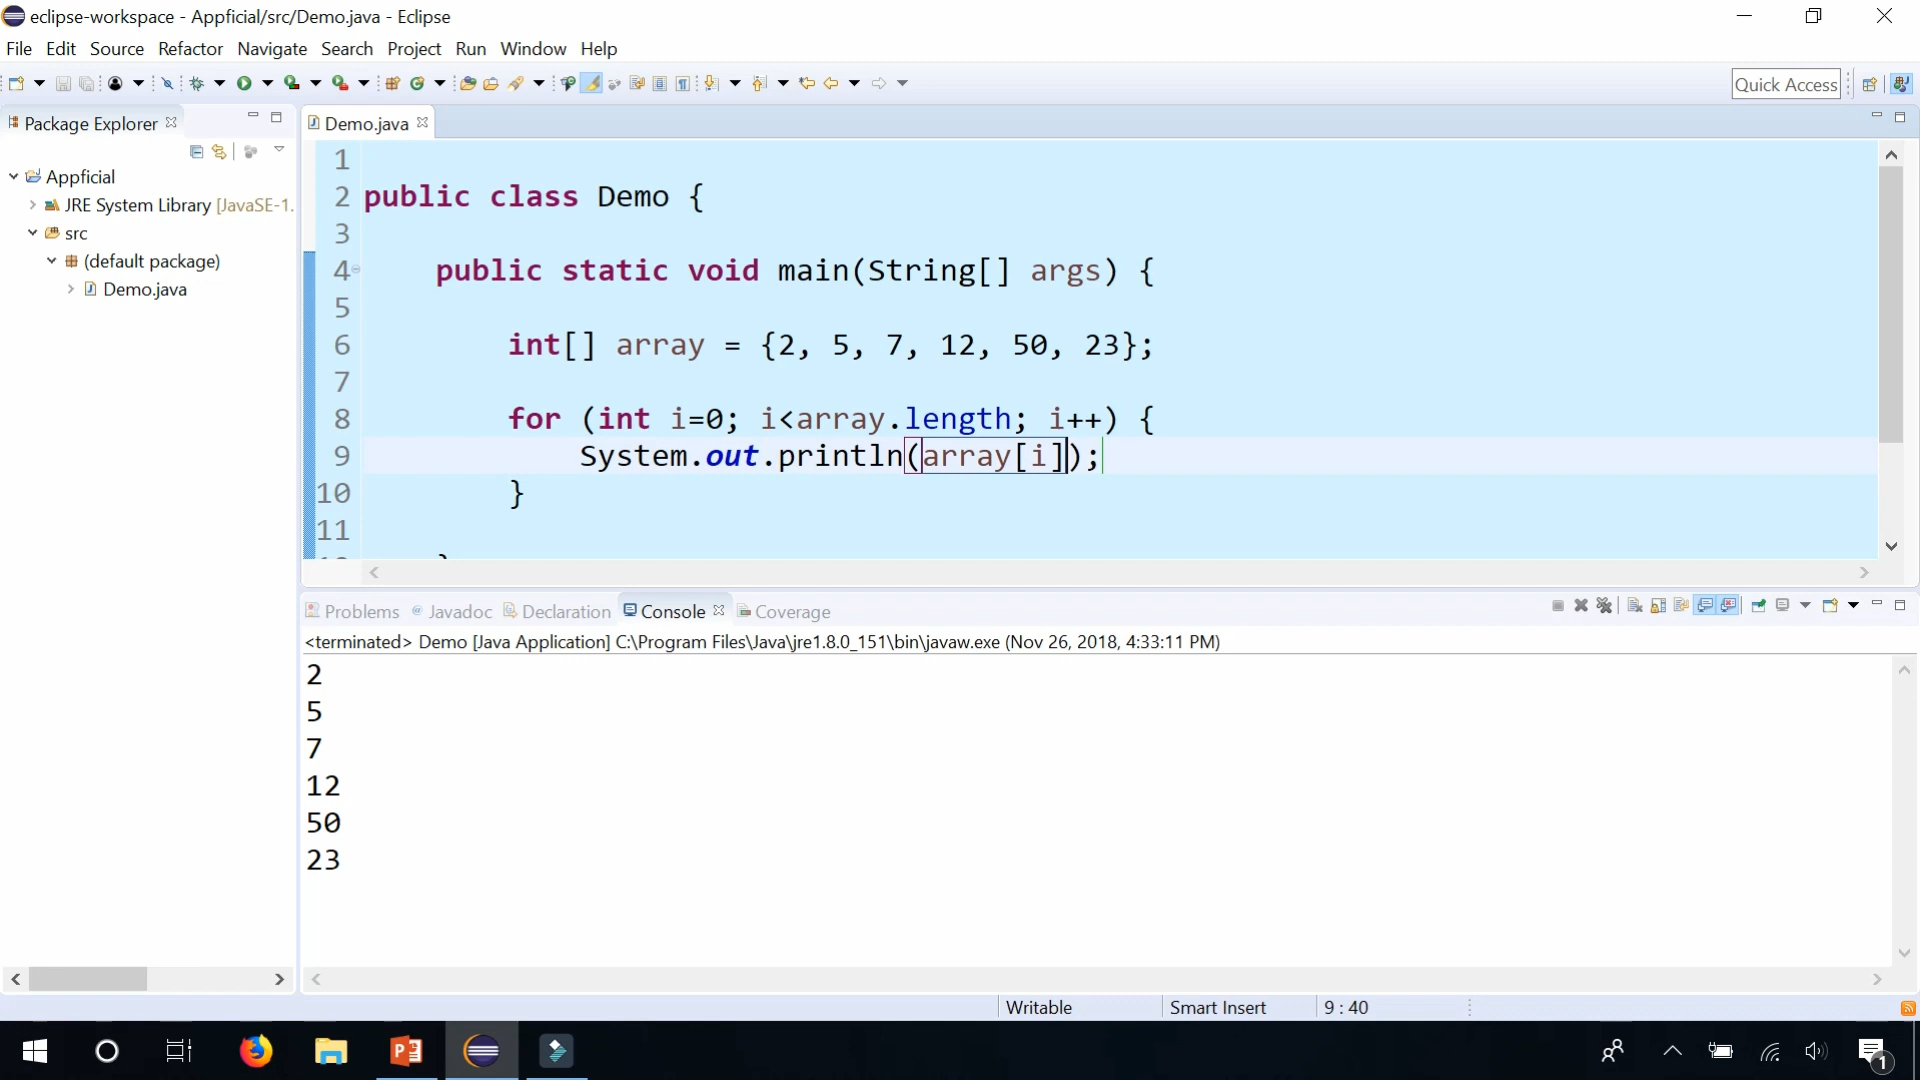 eclipse-workspace - Appficial/src/Demo.java - Eclipse
File Edit Source Refactor Navigate Search Project Run Window Help
Quick Access
Package Explorer
Demo.java
Appficial
JRE System Library [JavaSE-1.
src
(default package)
Demo.java
1
2 public class Demo {
3
4 public static void main(String[] args) {
5
6 int[] array = {2, 5, 7, 12, 50, 23};
7
8 for (int i=0; i<array.length; i++) {
9 System.out.println(array[i]);
10 }
11
Problems Javadoc Declaration Console Coverage
<terminated> Demo [Java Application] C:\Program Files\Java\jre1.8.0_151\bin\javaw.exe (Nov 26, 2018, 4:33:11 PM)
2
5
7
12
50
23
Writable Smart Insert 9 : 40
1